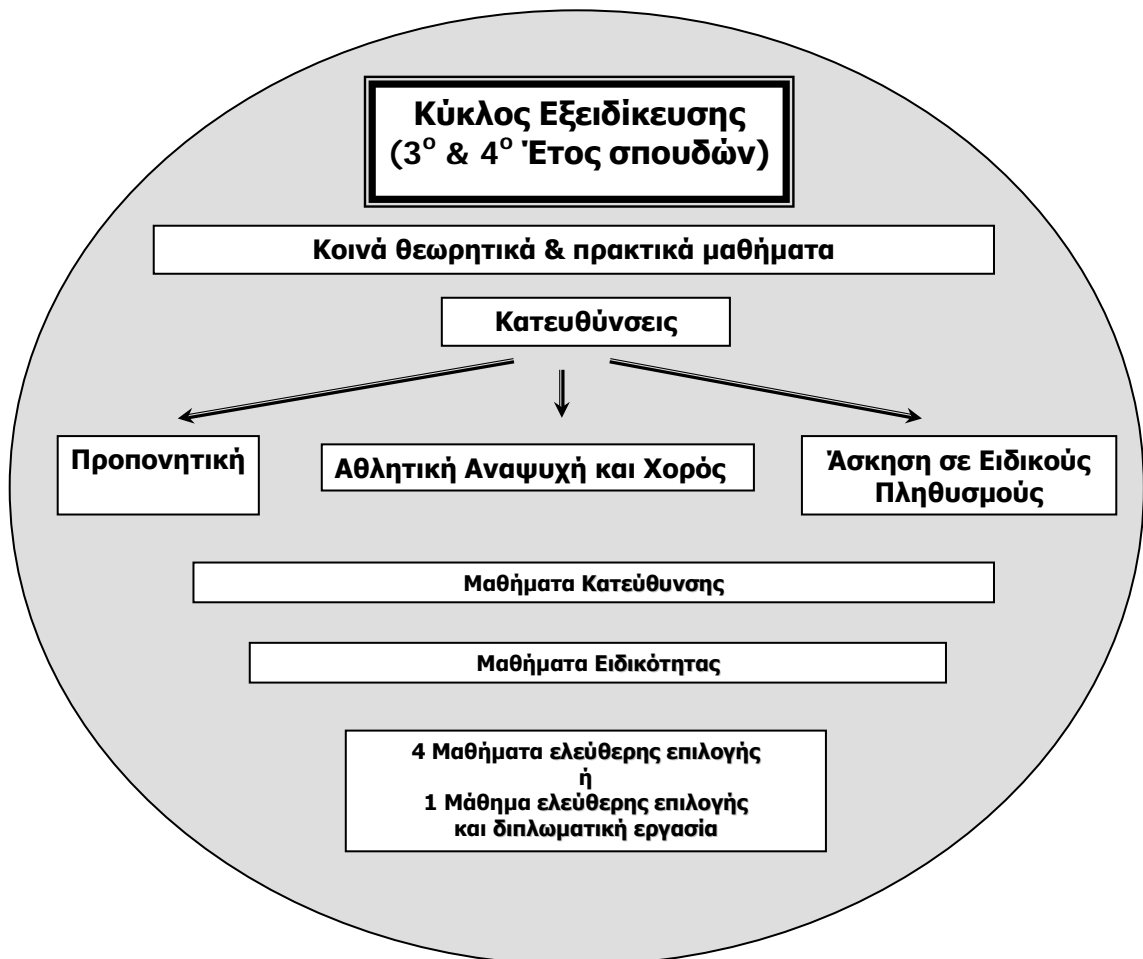 Κύκλος Εξειδίκευσης
(3ο & 4ο Έτος σπουδών)
Κοινά θεωρητικά & πρακτικά μαθήματα
Κατευθύνσεις
Προπονητική
Αθλητική Αναψυχή και Χορός
Άσκηση σε Ειδικούς
Πληθυσμούς
Μαθήματα Κατεύθυνσης
Μαθήματα Ειδικότητας
4 Μαθήματα ελεύθερης επιλογής
ή
1 Μάθημα ελεύθερης επιλογής
και διπλωματική εργασία